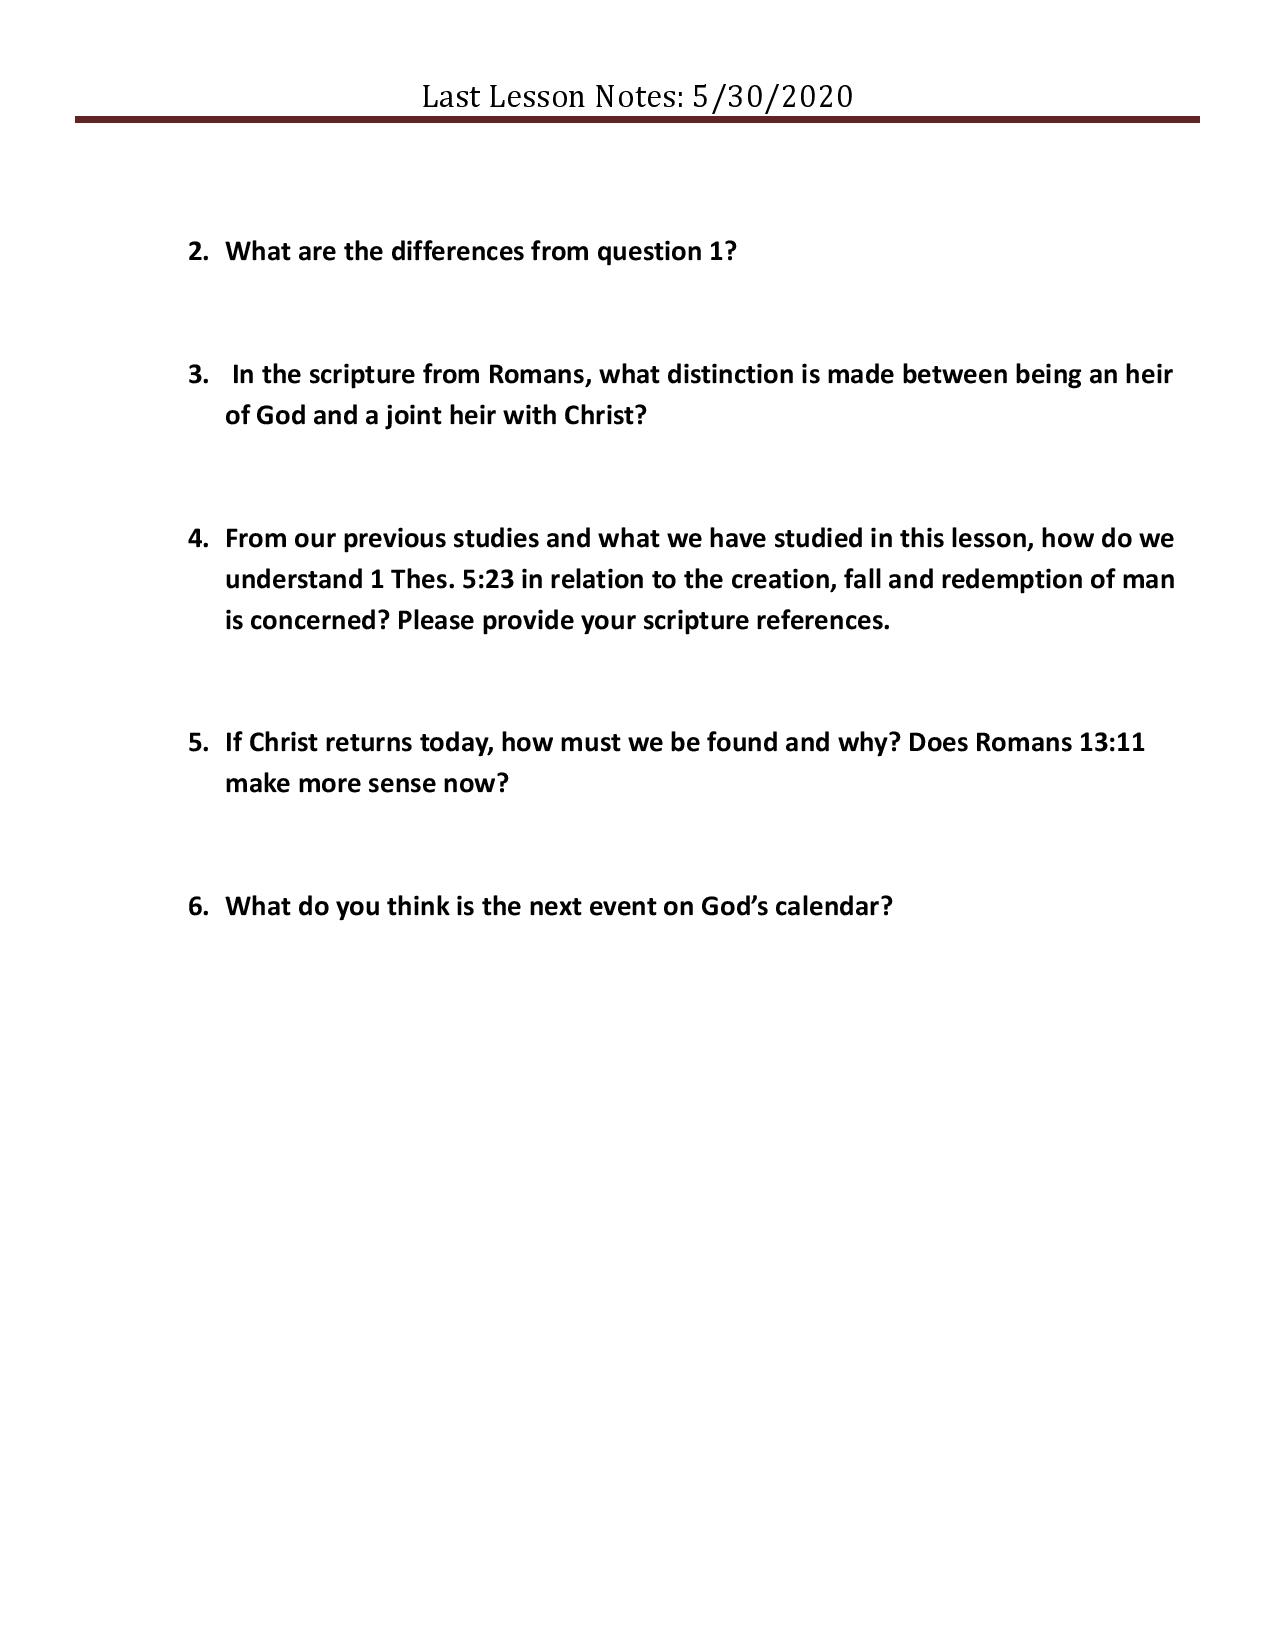 Last Lesson Notes: 5/30/2020
2. What are the differences from question 1?
3. In the scripture from Romans, what distinction is made between being an heir
of God and a joint heir with Christ?
4. From our previous studies and what we have studied in this lesson, how do we
understand 1 Thes. 5:23 in relation to the creation, fall and redemption of man
is concerned? Please provide your scripture references.
5. If Christ returns today, how must we be found and why? Does Romans 13:11
make more sense now?
6. What do you think is the next event on God’s calendar?